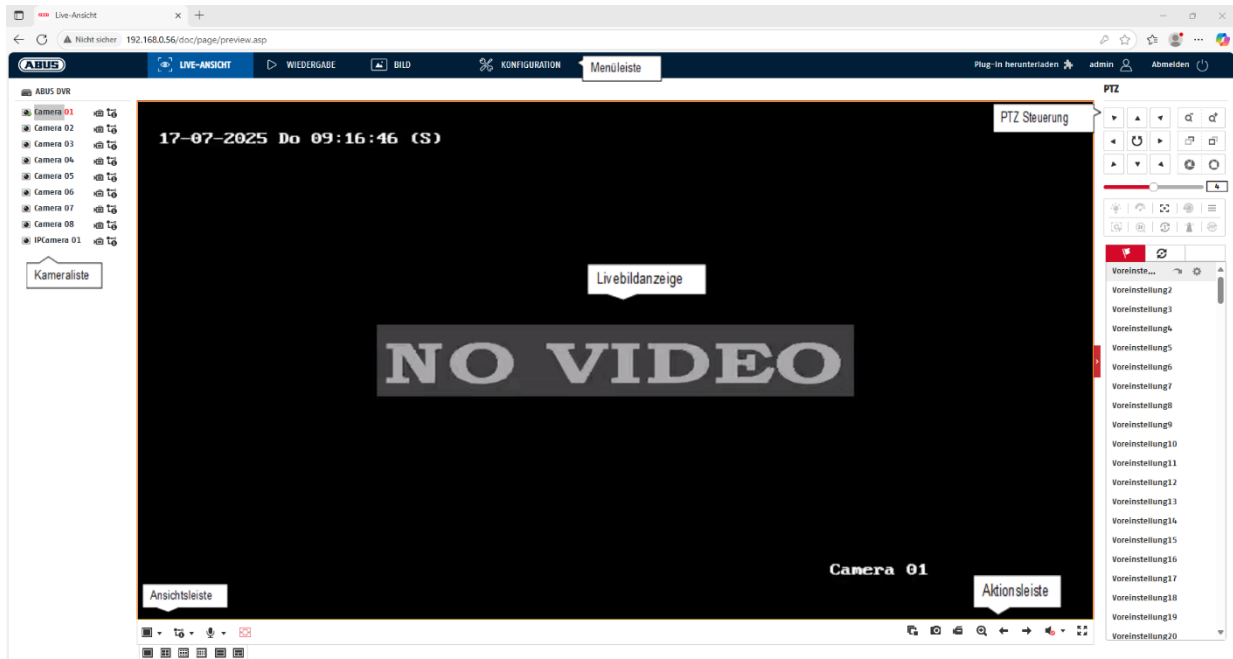 Live-Ansicht
Nicht sicher 192.168.0.56/doc/page/preview.asp
ABUS LIVE-ANSICHT WIEDERGABE BILD KONFIGURATION Menüleiste Plug-In herunterladen admin Abmelden
ABUS DVR
PTZ
Camera 01
Camera 02
Camera 03
Camera 04
Camera 05
Camera 06
Camera 07
Camera 08
IPCamera 01
Kameraliste
17-07-2025 Do 09:16:46 (S)
PTZ Steuerung
Livebildanzeige
NO VIDEO
Camera 01
Ansichtsleiste
Aktionsleiste
4
Voreinste...
Voreinstellung2
Voreinstellung3
Voreinstellung4
Voreinstellung5
Voreinstellung6
Voreinstellung7
Voreinstellung8
Voreinstellung9
Voreinstellung10
Voreinstellung11
Voreinstellung12
Voreinstellung13
Voreinstellung14
Voreinstellung15
Voreinstellung16
Voreinstellung17
Voreinstellung18
Voreinstellung19
Voreinstellung20